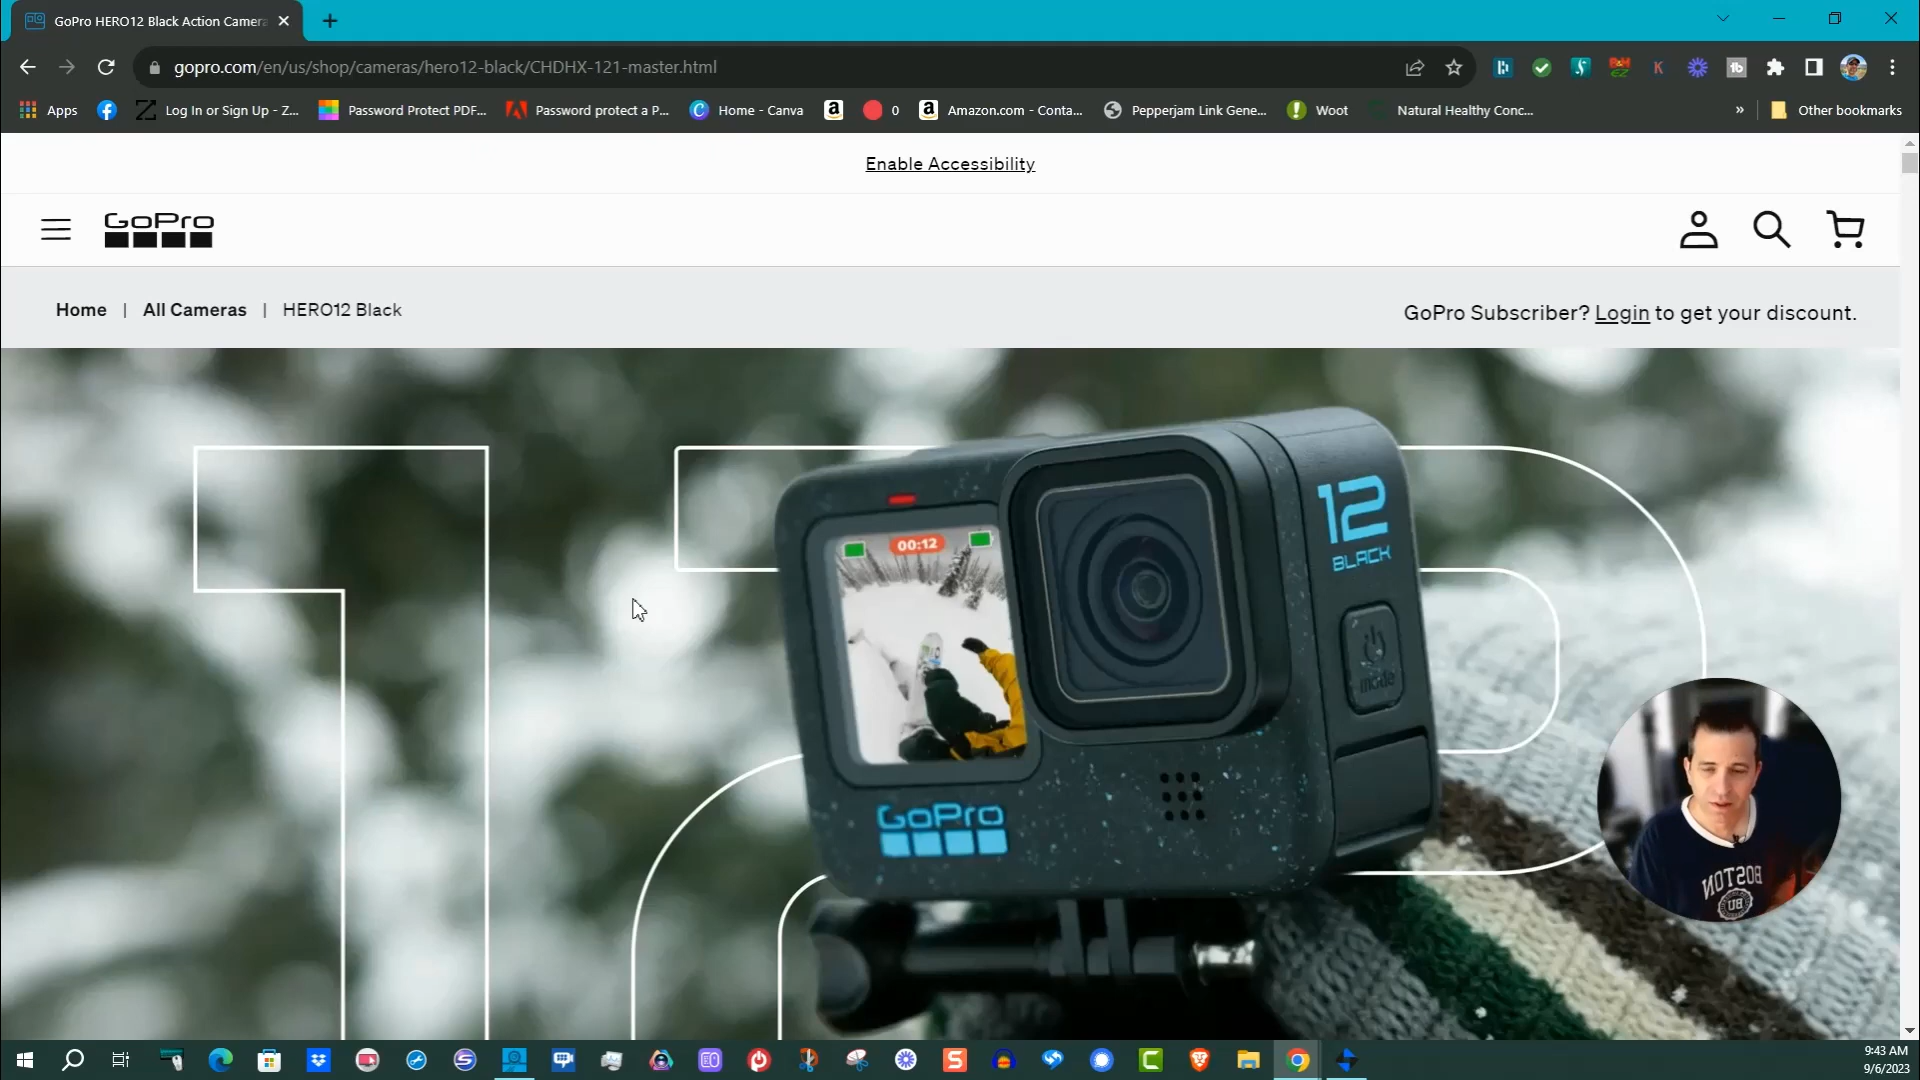 GoPro HERO12 Black Action Camera
gopro.com/en/us/shop/cameras/hero12-black/CHDHX-121-master.html
Apps
Log In or Sign Up - Z...
Password Protect PDF...
Password protect a P...
Home - Canva
0
Amazon.com - Conta...
Pepperjam Link Gene...
Woot
Natural Healthy Conc...
»
Other bookmarks
Enable Accessibility
GoPro
Home | All Cameras | HERO12 Black
GoPro Subscriber? Login to get your discount.
12
00:12
12
BLACK
mode
GoPro
BOSTON
BU
9:43 AM
9/6/2023